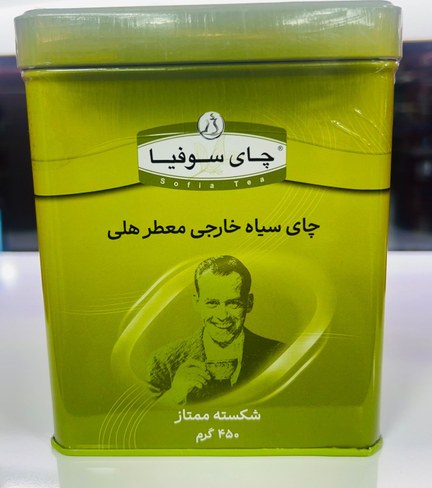 چای سوفیا®
Sofia Tea
چای سیاه خارجی معطر هلی
شکسته ممتاز
۴۵۰ گرم